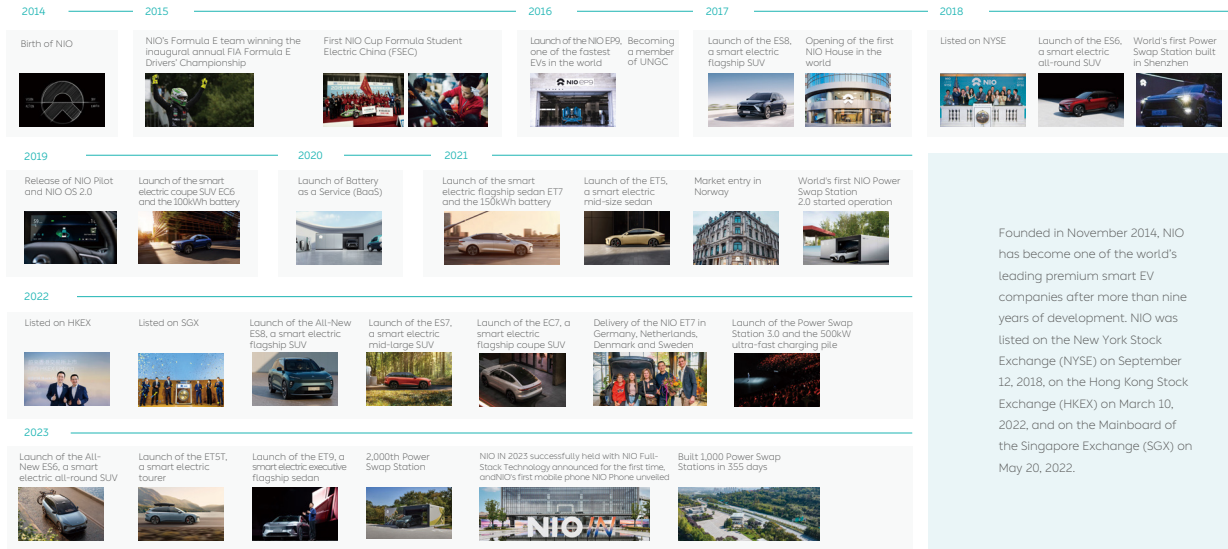 2014
2015
2016
2017
2018
Birth of NIO
NIO's Formula E team winning the
inaugural annual FIA Formula E
Drivers' Championship
First NIO Cup Formula Student
Electric China (FSEC)
Launch of the NIO EP9,
one of the fastest
EVs in the world
Becoming
a member
of UNGC
Launch of the ES8,
a smart electric
flagship SUV
Opening of the first
NIO House in the
world
Listed on NYSE
Launch of the ES6,
a smart electric
all-round SUV
World's first Power
Swap Station built
in Shenzhen
NIO EP9
NIO
2019
2020
2021
Release of NIO Pilot
and NIO OS 2.0
Launch of the smart
electric coupe SUV EC6
and the 100kWh battery
Launch of Battery
as a Service (BaaS)
Launch of the smart
electric flagship sedan ET7
and the 150kWh battery
Launch of the ET5,
a smart electric
mid-size sedan
Market entry in
Norway
World's first NIO Power
Swap Station
2.0 started operation
2022
Listed on HKEX
Listed on SGX
Launch of the All-New
ES8, a smart electric
flagship SUV
Launch of the ES7,
a smart electric
mid-large SUV
Launch of the EC7, a
smart electric
flagship coupe SUV
Delivery of the NIO ET7 in
Germany, Netherlands,
Denmark and Sweden
Launch of the Power Swap
Station 3.0 and the 500kW
ultra-fast charging pile
2023
Launch of the All-
New ES6, a smart
electric all-round SUV
Launch of the ET5T,
a smart electric
tourer
Launch of the ET9, a
smart electric executive
flagship sedan
2,000th Power
Swap Station
NIO IN 2023 successfully held with NIO Full-
Stack Technology announced for the first time,
andNIO's first mobile phone NIO Phone unveiled
Built 1,000 Power Swap
Stations in 355 days
NIO IN
Founded in November 2014, NIO
has become one of the world's
leading premium smart EV
companies after more than nine
years of development. NIO was
listed on the New York Stock
Exchange (NYSE) on September
12, 2018, on the Hong Kong Stock
Exchange (HKEX) on March 10,
2022, and on the Mainboard of
the Singapore Exchange (SGX) on
May 20, 2022.